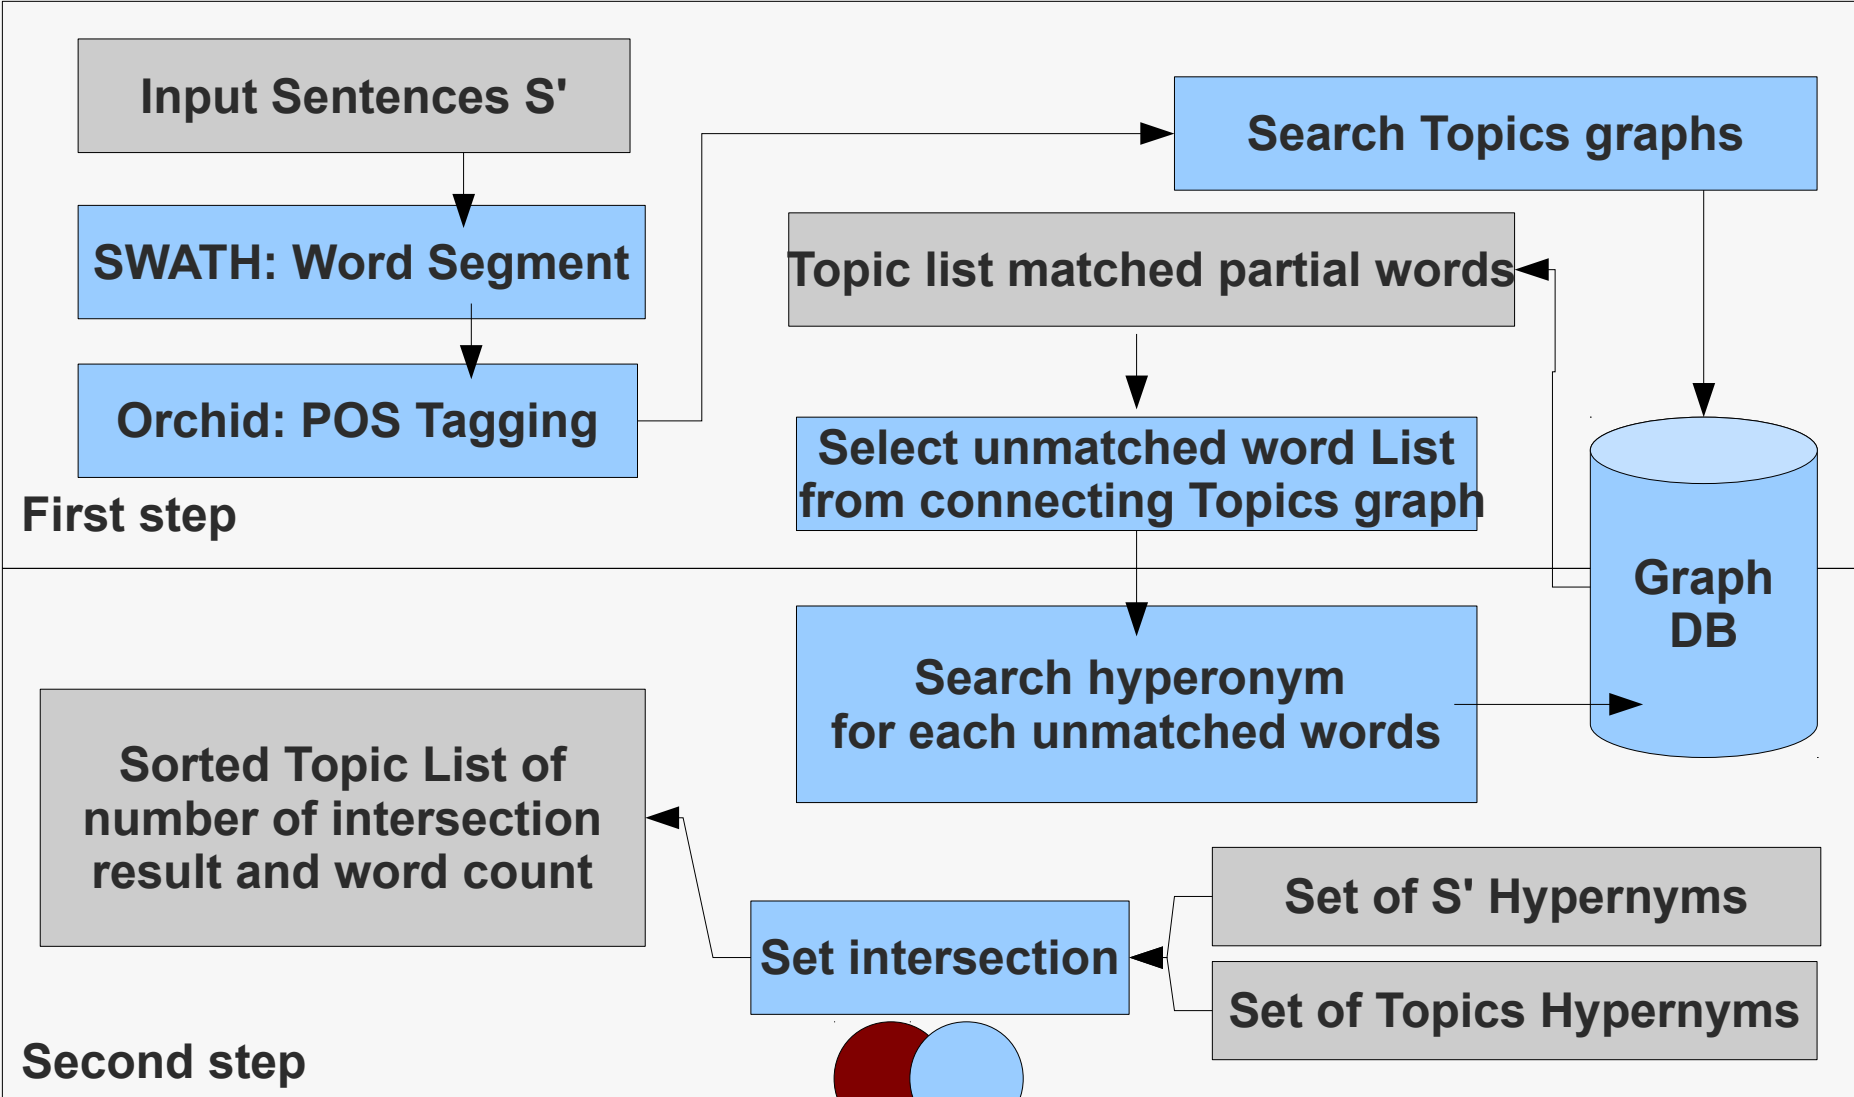 Input Sentences S'
SWATH: Word Segment
Orchid: POS Tagging
First step
Search Topics graphs
Topic list matched partial words
Select unmatched word List
from connecting Topics graph
Graph
DB
Search hyperonym
for each unmatched words
Sorted Topic List of
number of intersection
result and word count
Set intersection
Set of S' Hypernyms
Set of Topics Hypernyms
Second step